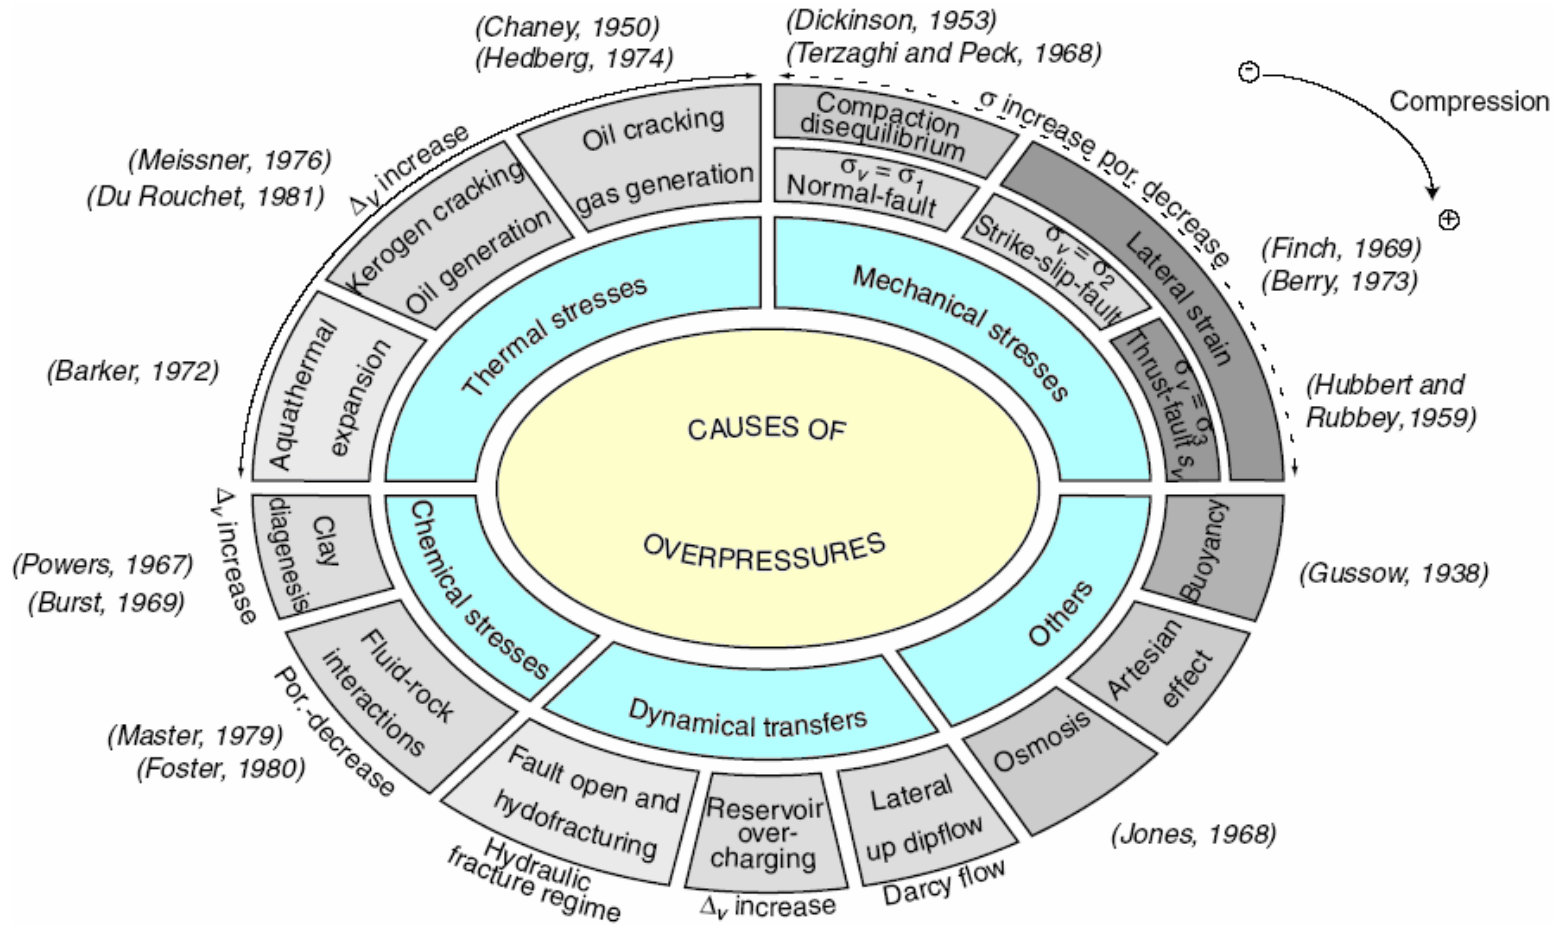 (Chaney, 1950)
(Hedberg, 1974)
(Dickinson, 1953)
(Terzaghi and Peck, 1968)
⊖
Compression
⊕
(Meissner, 1976)
(Du Rouchet, 1981)
Δv increase
σ increase por. decrease
Oil cracking
gas generation
Compaction
disequilibrium
σv = σ1
Normal-fault
Kerogen cracking
Oil generation
σv = σ2
Strike-slip-fault
Lateral strain
(Finch, 1969)
(Berry, 1973)
Thermal stresses
Mechanical stresses
(Barker, 1972)
Aquathermal
expansion
σv = σ3
Thrust-fault sv
(Hubbert and
Rubbey, 1959)
CAUSES OF
OVERPRESSURES
Δv increase
Clay
diagenesis
Chemical stresses
(Powers, 1967)
(Burst, 1969)
Others
Buoyancy
(Gussow, 1938)
Fluid-rock
interactions
Por.-decrease
Artesian
effect
(Master, 1979)
(Foster, 1980)
Dynamical transfers
Osmosis
(Jones, 1968)
Fault open and
hydofracturing
Hydraulic
fracture regime
Reservoir
over-
charging
Δv increase
Lateral
up dipflow
Darcy flow